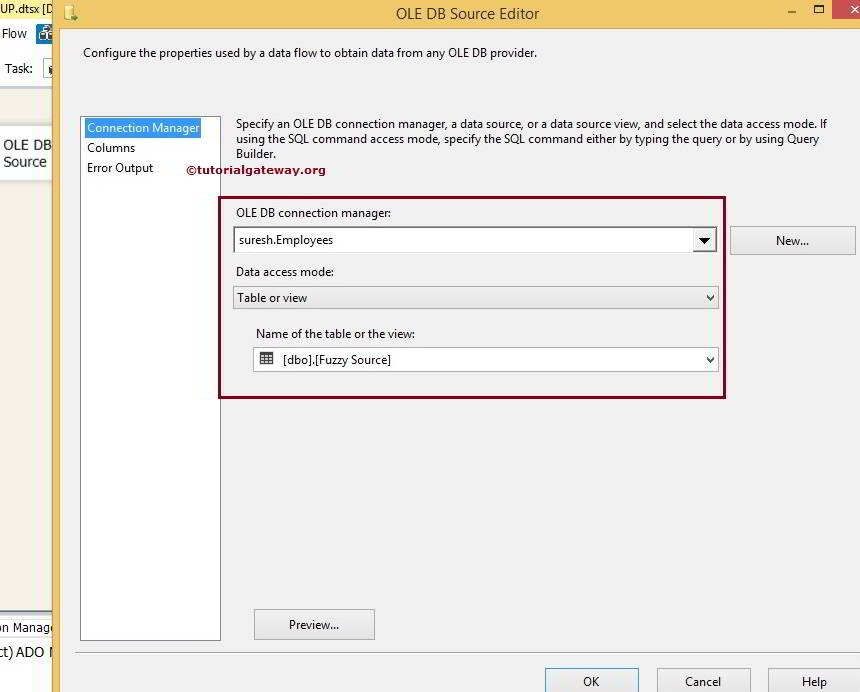 UP.dtsx [D
OLE DB Source Editor
Flow
Configure the properties used by a data flow to obtain data from any OLE DB provider.
Task:
Connection Manager
Columns
Error Output
Specify an OLE DB connection manager, a data source, or a data source view, and select the data access mode. If
using the SQL command access mode, specify the SQL command either by typing the query or by using Query
Builder.
©tutorialgateway.org
OLE DB
Source
OLE DB connection manager:
suresh.Employees
New...
Data access mode:
Table or view
Name of the table or the view:
[dbo].[Fuzzy Source]
Preview...
on Manage
ct) ADO N
OK
Cancel
Help